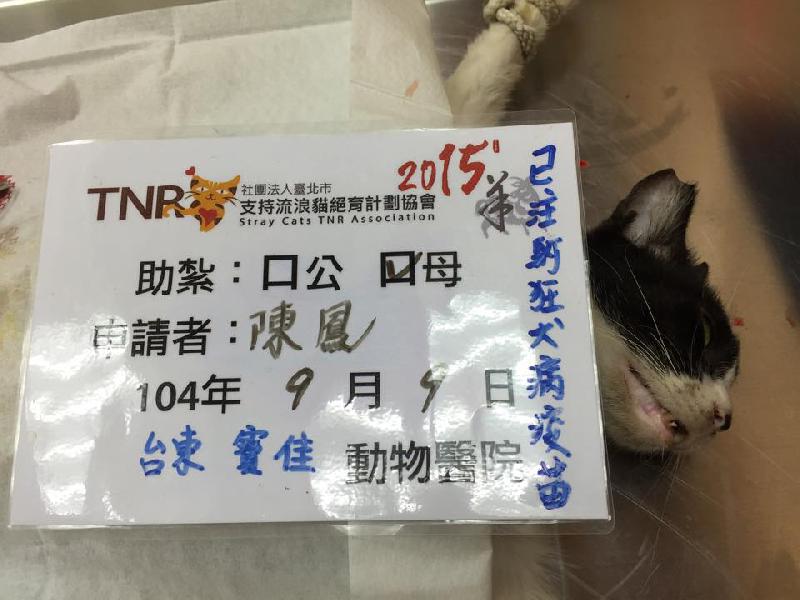 TNR 社團法人臺北市
支持流浪貓絕育計劃協會
Stray Cats TNR Association
2015
羊
助紮：口公 口母
申請者：陳鳳
104年 9 月 9 日
台東 寶佳 動物醫院
已注射狂犬病疫苗